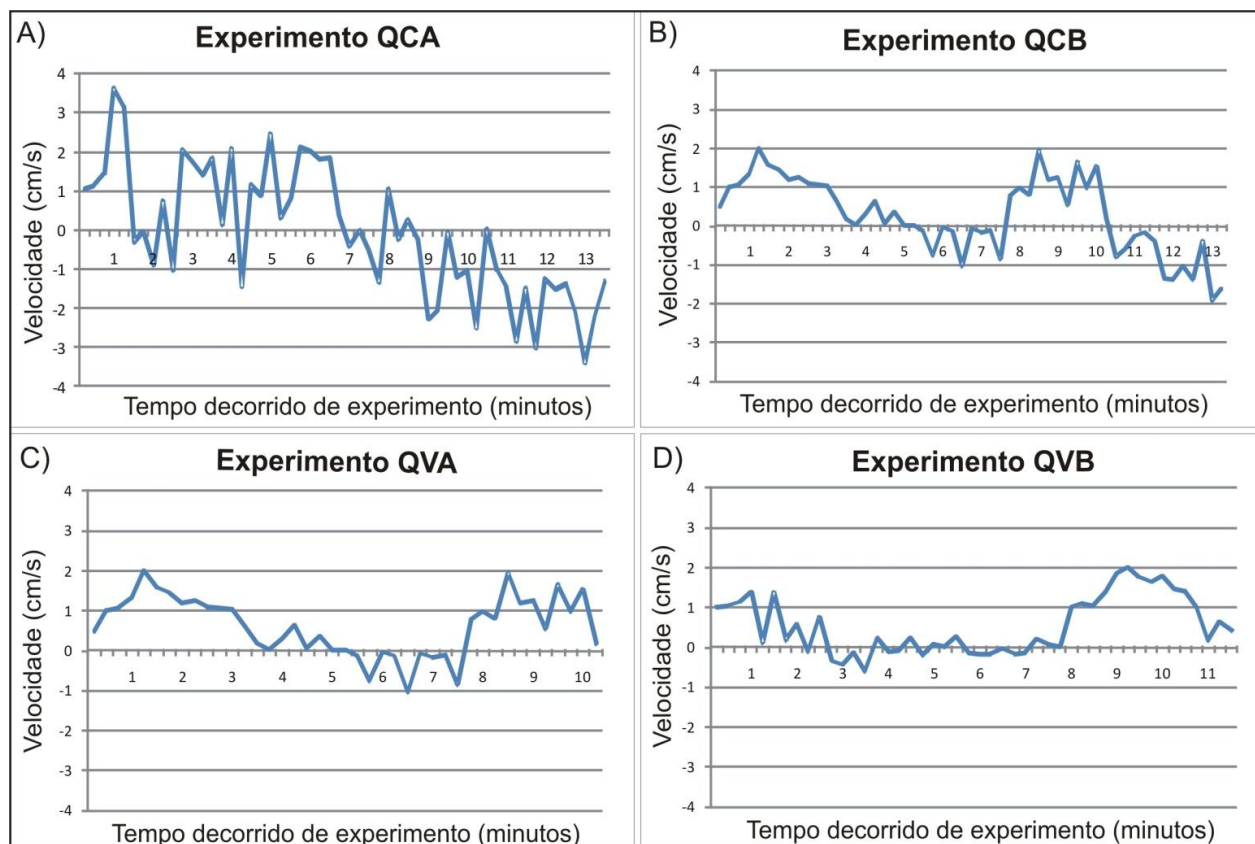 A)
Experimento QCA
4
3
2
1
0
-1
-2
-3
-4
1 2 3 4 5 6 7 8 9 10 11 12 13
Velocidade (cm/s)
Tempo decorrido de experimento (minutos)
B)
Experimento QCB
4
3
2
1
0
-1
-2
-3
-4
1 2 3 4 5 6 7 8 9 10 11 12 13
Velocidade (cm/s)
Tempo decorrido de experimento (minutos)
C)
Experimento QVA
4
3
2
1
0
-1
-2
-3
-4
1 2 3 4 5 6 7 8 9 10
Velocidade (cm/s)
Tempo decorrido de experimento (minutos)
D)
Experimento QVB
4
3
2
1
0
-1
-2
-3
-4
1 2 3 4 5 6 7 8 9 10 11
Velocidade (cm/s)
Tempo decorrido de experimento (minutos)